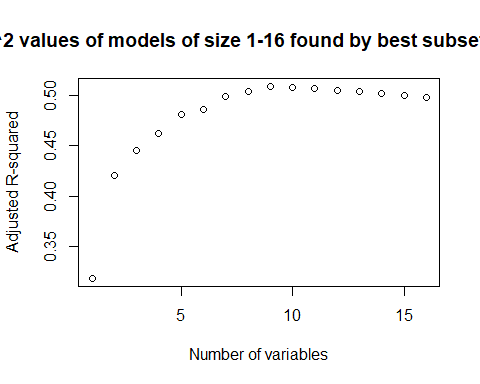 2 values of models of size 1-16 found by best
Adjusted R-squared
0.50
0.45
0.40
0.35
5 10 15
Number of variables